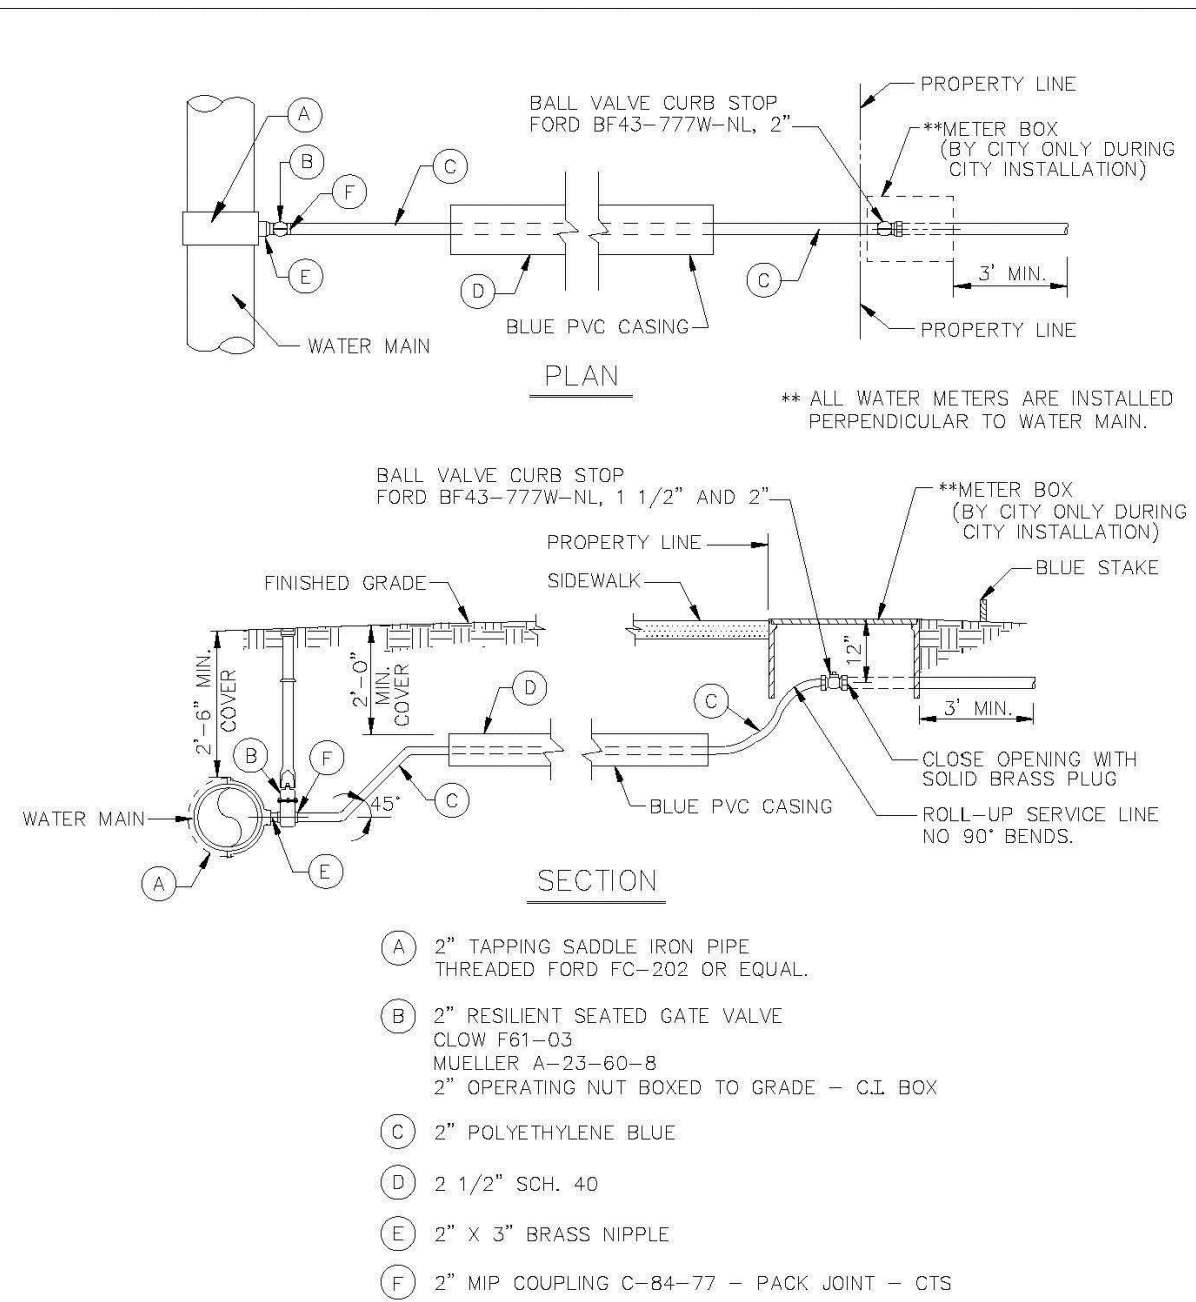 PROPERTY LINE
BALL VALVE CURB STOP
FORD BF43-777W-NL, 2"
**METER BOX
(BY CITY ONLY DURING
CITY INSTALLATION)
A
B
C
F
E
D
C
3' MIN.
BLUE PVC CASING
PROPERTY LINE
WATER MAIN
PLAN
** ALL WATER METERS ARE INSTALLED
PERPENDICULAR TO WATER MAIN.
BALL VALVE CURB STOP
FORD BF43-777W-NL, 1 1/2" AND 2"
**METER BOX
(BY CITY ONLY DURING
CITY INSTALLATION)
PROPERTY LINE
BLUE STAKE
FINISHED GRADE
SIDEWALK
2'-6" MIN.
COVER
2'-0"
MIN.
COVER
12"
D
C
3' MIN.
B
F
C
45°
CLOSE OPENING WITH
SOLID BRASS PLUG
BLUE PVC CASING
ROLL-UP SERVICE LINE
NO 90° BENDS.
WATER MAIN
A
E
SECTION
A 2" TAPPING SADDLE IRON PIPE
THREADED FORD FC-202 OR EQUAL.
B 2" RESILIENT SEATED GATE VALVE
CLOW F61-03
MUELLER A-23-60-8
2" OPERATING NUT BOXED TO GRADE - C.I. BOX
C 2" POLYETHYLENE BLUE
D 2 1/2" SCH. 40
E 2" X 3" BRASS NIPPLE
F 2" MIP COUPLING C-84-77 - PACK JOINT - CTS